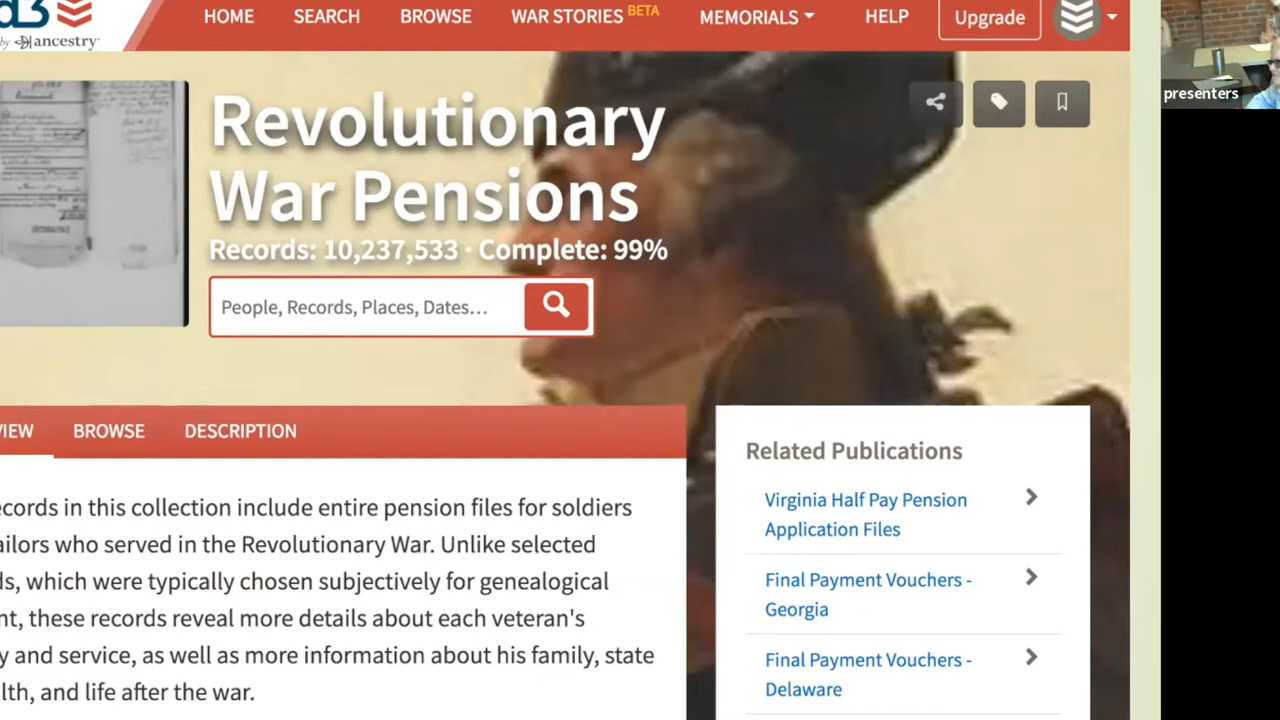 HOME SEARCH BROWSE WAR STORIES BETA MEMORIALS HELP Upgrade
by ancestry
presenters
Revolutionary
War Pensions
Records: 10,237,533 · Complete: 99%
People, Records, Places, Dates...
VIEW BROWSE DESCRIPTION
ecords in this collection include entire pension files for soldiers
ailors who served in the Revolutionary War. Unlike selected
ds, which were typically chosen subjectively for genealogical
nt, these records reveal more details about each veteran's
y and service, as well as more information about his family, state
lth, and life after the war.
Related Publications
Virginia Half Pay Pension
Application Files
Final Payment Vouchers -
Georgia
Final Payment Vouchers -
Delaware